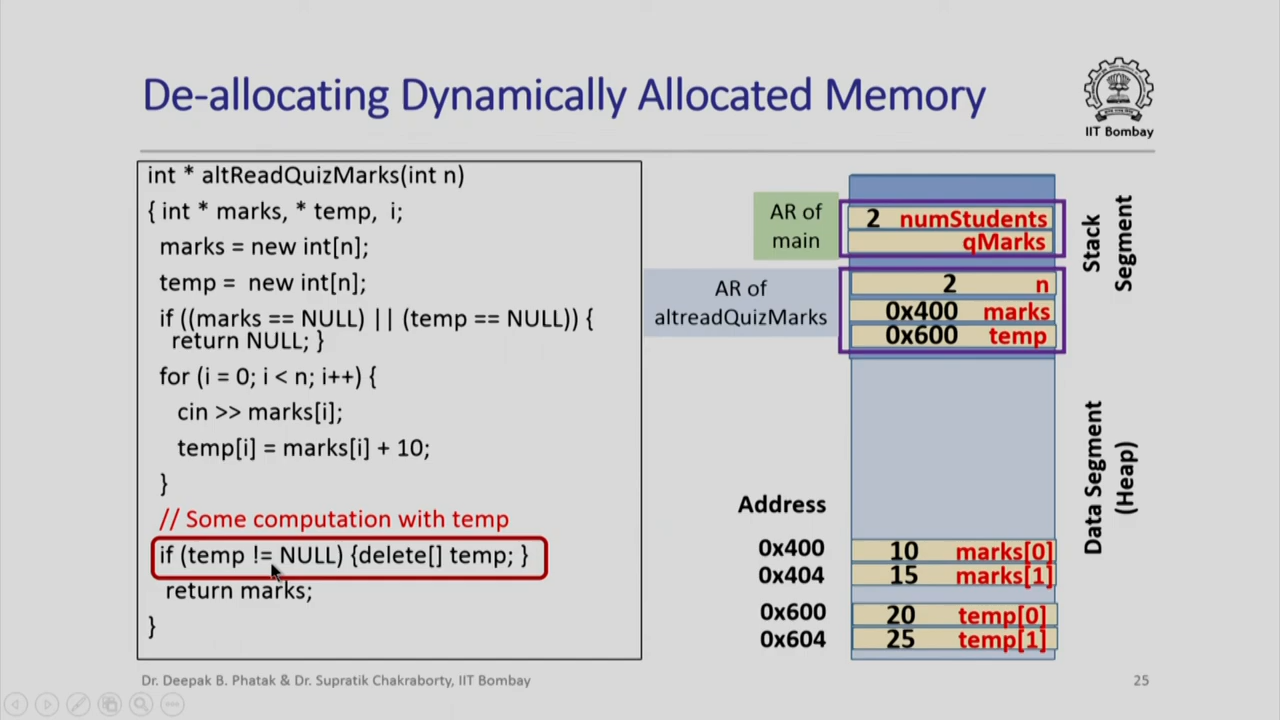 De-allocating Dynamically Allocated Memory
IIT Bombay
int * altReadQuizMarks(int n)
{ int * marks, * temp, i;
marks = new int[n];
temp = new int[n];
if ((marks == NULL) || (temp == NULL)) {
return NULL; }
for (i = 0; i < n; i++) {
cin >> marks[i];
temp[i] = marks[i] + 10;
}
// Some computation with temp
if (temp != NULL) {delete[] temp; }
return marks;
}
AR of
main
2 numStudents
qMarks
Stack
Segment
AR of
altreadQuizMarks
2 n
0x400 marks
0x600 temp
Data Segment
(Heap)
Address
0x400 10 marks[0]
0x404 15 marks[1]
0x600 20 temp[0]
0x604 25 temp[1]
Dr. Deepak B. Phatak & Dr. Supratik Chakraborty, IIT Bombay
25